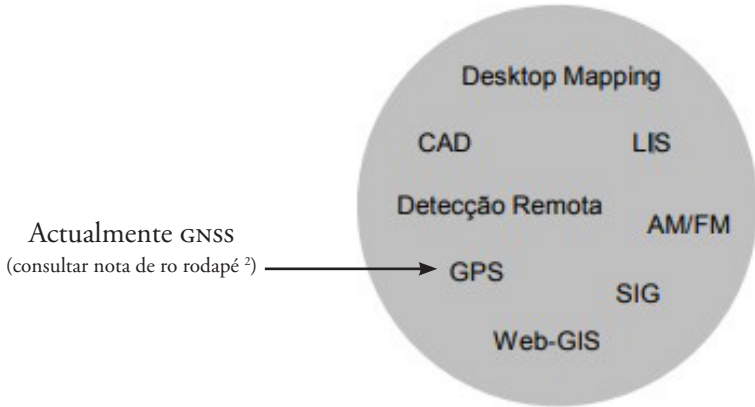 Desktop Mapping
CAD LIS
Detecção Remota
AM/FM
Actualmente GNSS
(consultar nota de ro rodapé ²)
GPS
SIG
Web-GIS